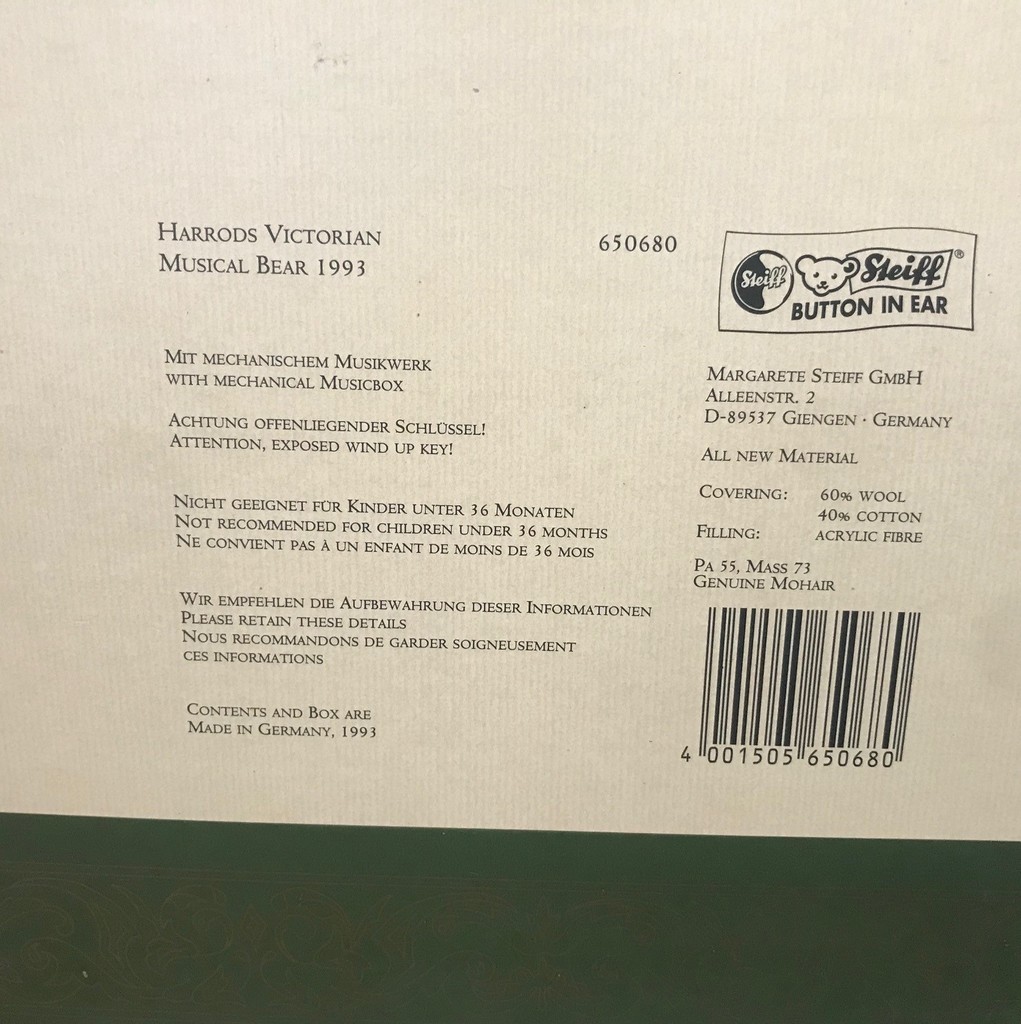 HARRODS VICTORIAN
MUSICAL BEAR 1993
650680
Steiff
Steiff®
BUTTON IN EAR
MIT MECHANISCHEM MUSIKWERK
WITH MECHANICAL MUSICBOX
ACHTUNG OFFENLIEGENDER SCHLÜSSEL!
ATTENTION, EXPOSED WIND UP KEY!
NICHT GEEIGNET FÜR KINDER UNTER 36 MONATEN
NOT RECOMMENDED FOR CHILDREN UNDER 36 MONTHS
NE CONVIENT PAS À UN ENFANT DE MOINS DE 36 MOIS
WIR EMPFEHLEN DIE AUFBEWAHRUNG DIESER INFORMATIONEN
PLEASE RETAIN THESE DETAILS
NOUS RECOMMANDONS DE GARDER SOIGNEUSEMENT
CES INFORMATIONS
CONTENTS AND BOX ARE
MADE IN GERMANY, 1993
MARGARETE STEIFF GMBH
ALLEENSTR. 2
D-89537 GIENGEN · GERMANY
ALL NEW MATERIAL
COVERING: 60% WOOL
40% COTTON
FILLING: ACRYLIC FIBRE
PA 55, MASS 73
GENUINE MOHAIR
4 001505 650680